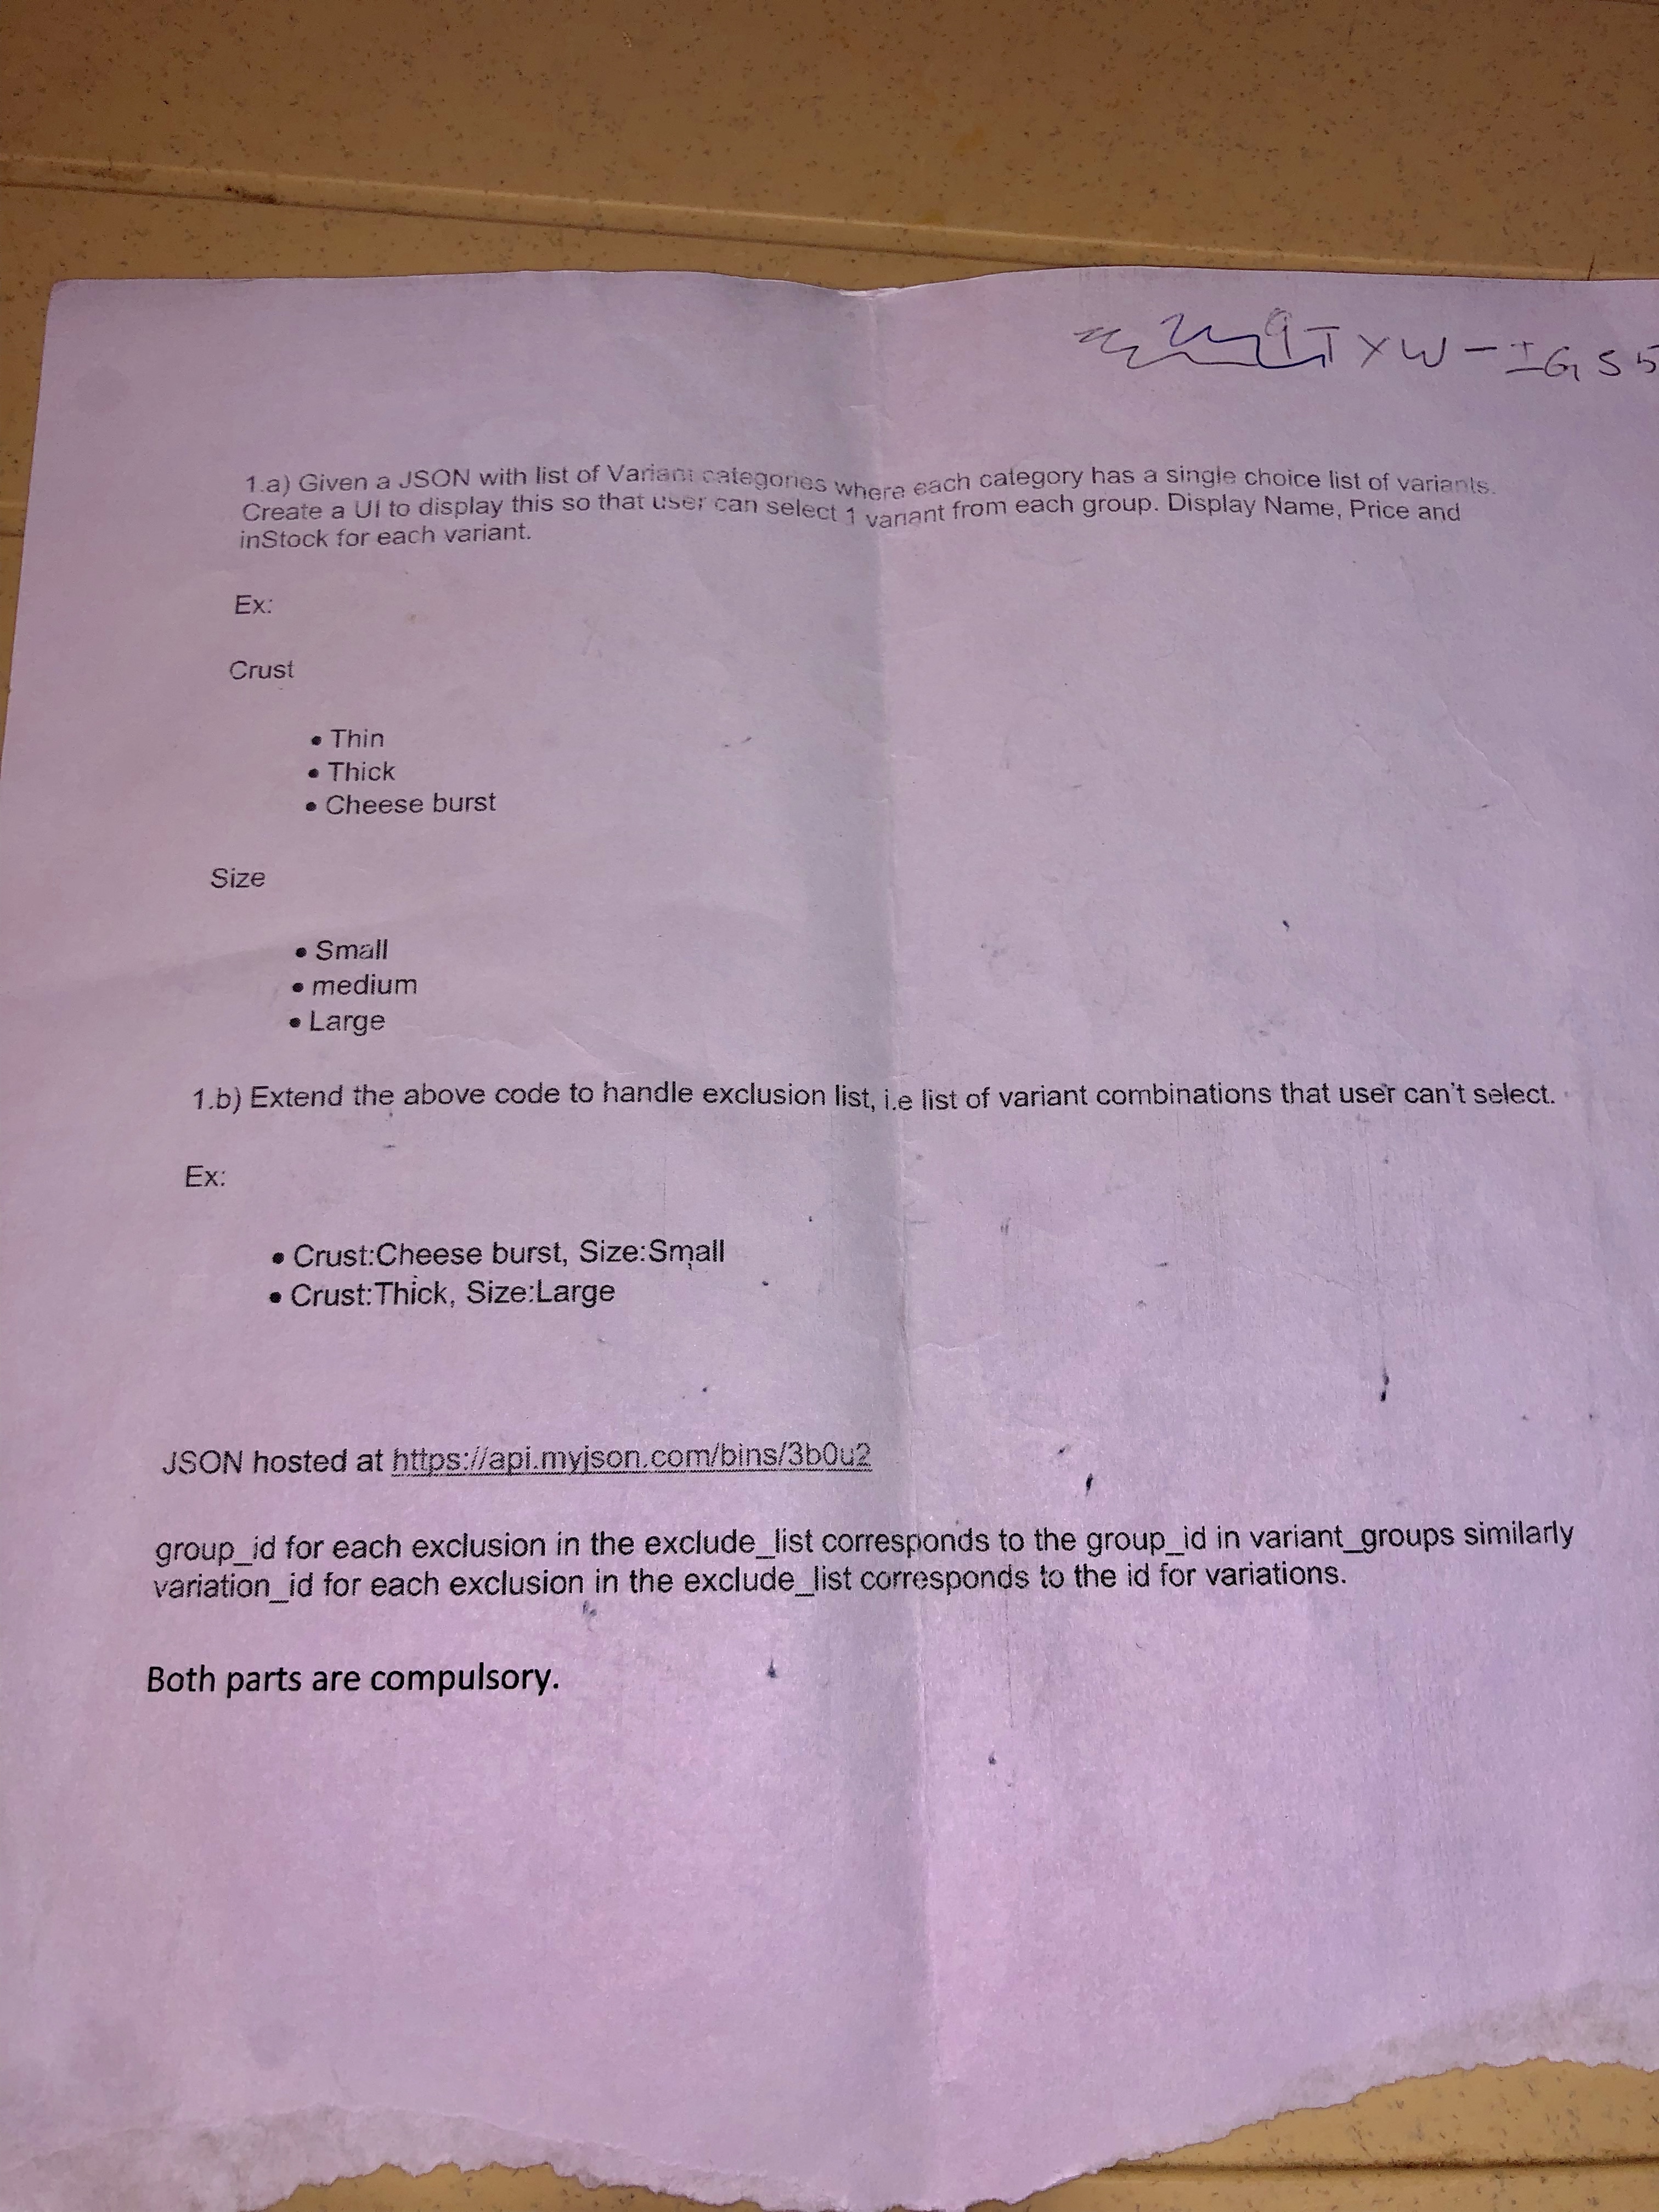 TXW-IGS5
1.a) Given a JSON with list of Variant categories where each category has a single choice list of variants.
Create a UI to display this so that user can select 1 variant from each group. Display Name, Price and
inStock for each variant.
Ex:
Crust
• Thin
• Thick
• Cheese burst
Size
• Small
• medium
• Large
1.b) Extend the above code to handle exclusion list, i.e list of variant combinations that user can't select.
Ex:
• Crust:Cheese burst, Size:Small
• Crust:Thick, Size:Large
JSON hosted at https://api.myjson.com/bins/3b0u2
group_id for each exclusion in the exclude_list corresponds to the group_id in variant_groups similarly
variation_id for each exclusion in the exclude_list corresponds to the id for variations.
Both parts are compulsory.